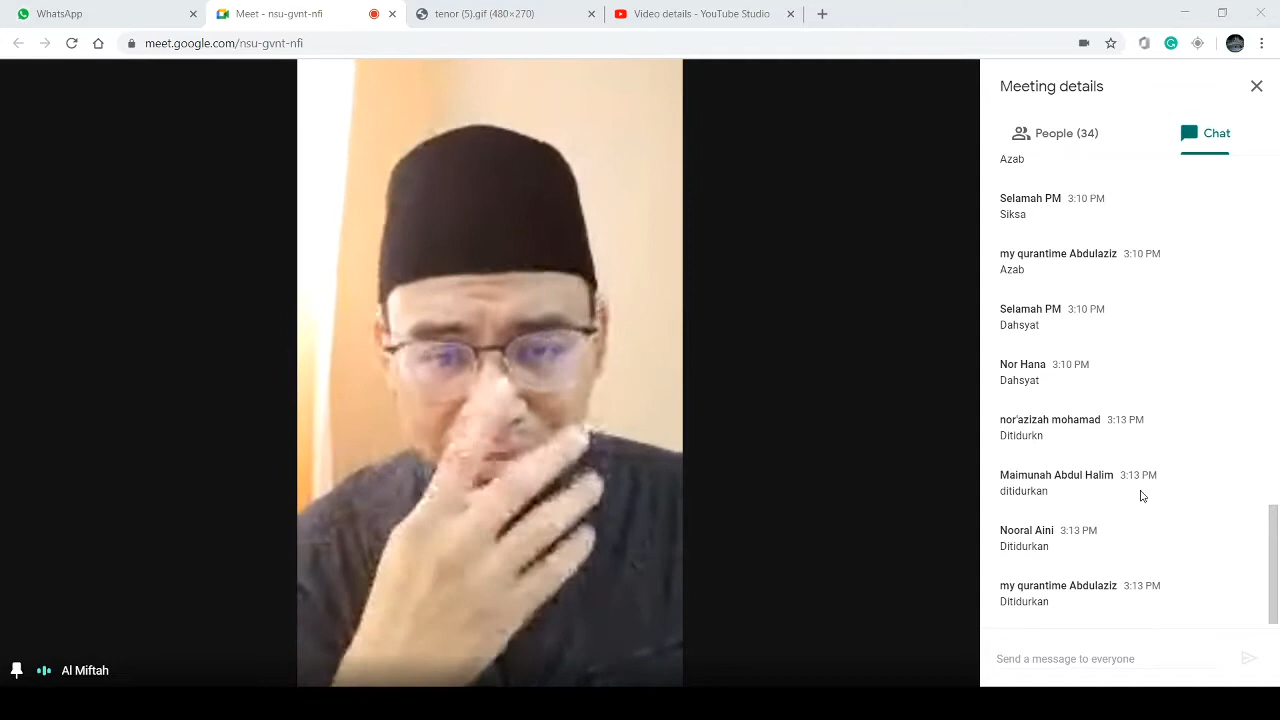 WhatsApp
Meet - nsu-gvnt-nfi
tenor (5).gif (480×270)
Video details - YouTube Studio
meet.google.com/nsu-gvnt-nfi
Meeting details
People (34)
Chat
Azab
Selamah PM 3:10 PM
Siksa
my qurantime Abdulaziz 3:10 PM
Azab
Selamah PM 3:10 PM
Dahsyat
Nor Hana 3:10 PM
Dahsyat
nor'azizah mohamad 3:13 PM
Ditidurkn
Maimunah Abdul Halim 3:13 PM
ditidurkan
Nooral Aini 3:13 PM
Ditidurkan
my qurantime Abdulaziz 3:13 PM
Ditidurkan
Send a message to everyone
Al Miftah